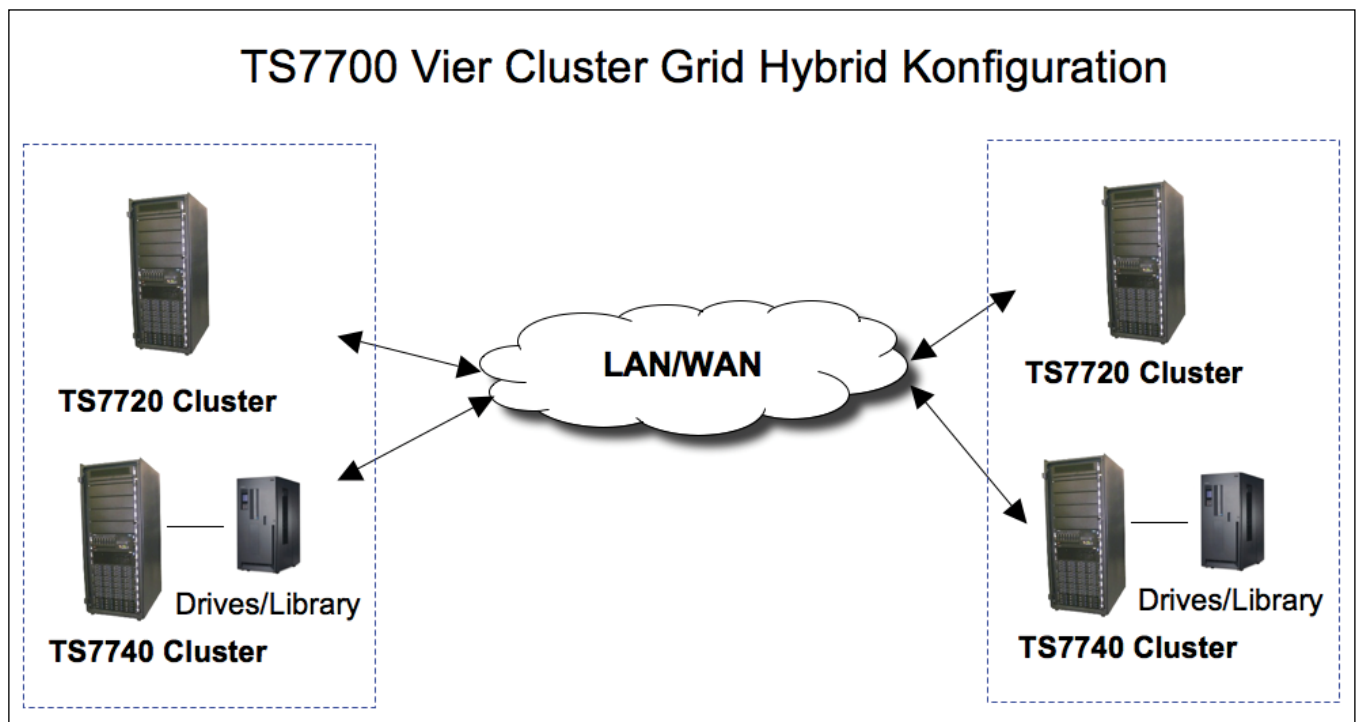 TS7700 Vier Cluster Grid Hybrid Konfiguration
TS7720 Cluster
Drives/Library
TS7740 Cluster
LAN/WAN
TS7720 Cluster
Drives/Library
TS7740 Cluster